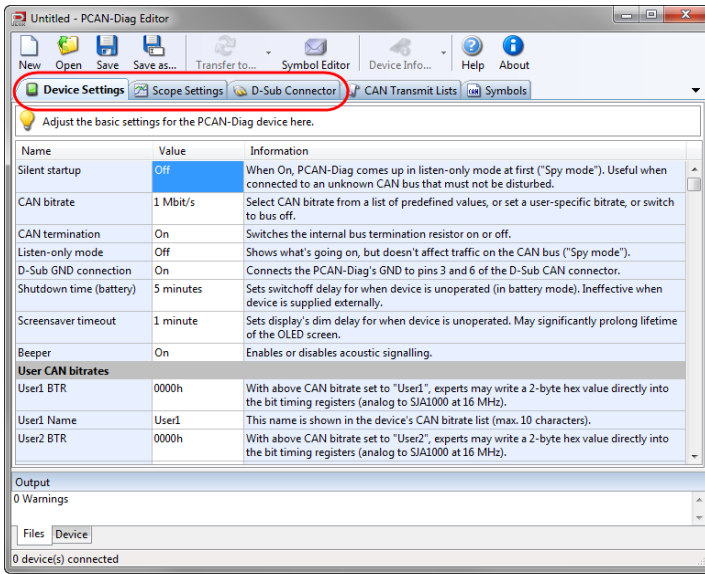 Untitled - PCAN-Diag Editor
New Open Save Save as... Transfer to... Symbol Editor Device Info... Help About
Device Settings Scope Settings D-Sub Connector CAN Transmit Lists Symbols
Adjust the basic settings for the PCAN-Diag device here.
Name Value Information
Silent startup Off When On, PCAN-Diag comes up in listen-only mode at first ("Spy mode"). Useful when
connected to an unknown CAN bus that must not be disturbed.
CAN bitrate 1 Mbit/s Select CAN bitrate from a list of predefined values, or set a user-specific bitrate, or switch
to bus off.
CAN termination On Switches the internal bus termination resistor on or off.
Listen-only mode Off Shows what's going on, but doesn't affect traffic on the CAN bus ("Spy mode").
D-Sub GND connection On Connects the PCAN-Diag's GND to pins 3 and 6 of the D-Sub CAN connector.
Shutdown time (battery) 5 minutes Sets switchoff delay for when device is unoperated (in battery mode). Ineffective when
device is supplied externally.
Screensaver timeout 1 minute Sets display's dim delay for when device is unoperated. May significantly prolong lifetime
of the OLED screen.
Beeper On Enables or disables acoustic signalling.
User CAN bitrates
User1 BTR 0000h With above CAN bitrate set to "User1", experts may write a 2-byte hex value directly into
the bit timing registers (analog to SJA1000 at 16 MHz).
User1 Name User1 This name is shown in the device's CAN bitrate list (max. 10 characters).
User2 BTR 0000h With above CAN bitrate set to "User2", experts may write a 2-byte hex value directly into
the bit timing registers (analog to SJA1000 at 16 MHz).
Output
0 Warnings
Files Device
0 device(s) connected